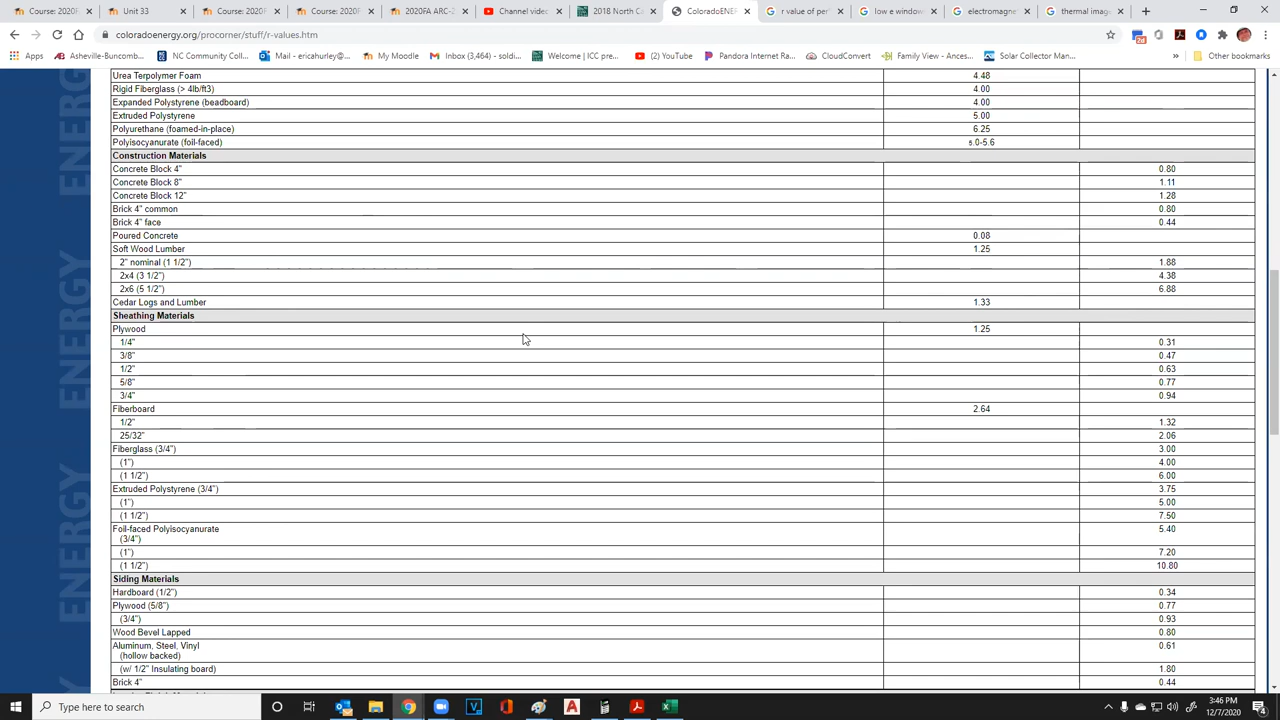 Course: 2020F
Unit 33
Course: 2020F
Course: 2020F
2020FA ARC-
Channel video
2018 North C
ColoradoENER
r value of per
low e window
electromagne
thermal imag
coloradoenergy.org/procorner/stuff/r-values.htm
Apps
Asheville-Buncomb...
NC Community Coll...
Mail - ericahurley@...
My Moodle
Inbox (3,464) - soldi...
Welcome | ICC pre...
(2) YouTube
Pandora Internet Ra...
CloudConvert
Family View - Ances...
Solar Collector Man...
»
Other bookmarks
Urea Terpolymer Foam 4.48
Rigid Fiberglass (> 4lb/ft3) 4.00
Expanded Polystyrene (beadboard) 4.00
Extruded Polystyrene 5.00
Polyurethane (foamed-in-place) 6.25
Polyisocyanurate (foil-faced) .0-5.6
Construction Materials
Concrete Block 4" 0.80
Concrete Block 8" 1.11
Concrete Block 12" 1.28
Brick 4" common 0.80
Brick 4" face 0.44
Poured Concrete 0.08
Soft Wood Lumber 1.25
2" nominal (1 1/2") 1.88
2x4 (3 1/2") 4.38
2x6 (5 1/2") 6.88
Cedar Logs and Lumber 1.33
Sheathing Materials
Plywood 1.25
1/4" 0.31
3/8" 0.47
1/2" 0.63
5/8" 0.77
3/4" 0.94
Fiberboard 2.64
1/2" 1.32
25/32" 2.06
Fiberglass (3/4") 3.00
(1") 4.00
(1 1/2") 6.00
Extruded Polystyrene (3/4") 3.75
(1") 5.00
(1 1/2") 7.50
Foil-faced Polyisocyanurate 5.40
(3/4")
(1") 7.20
(1 1/2") 10.80
Siding Materials
Hardboard (1/2") 0.34
Plywood (5/8") 0.77
(3/4") 0.93
Wood Bevel Lapped 0.80
Aluminum, Steel, Vinyl 0.61
(hollow backed)
(w/ 1/2" Insulating board) 1.80
Brick 4" 0.44
ENERGY
ENERGY
ENERGY
Type here to search
3:46 PM
12/7/2020